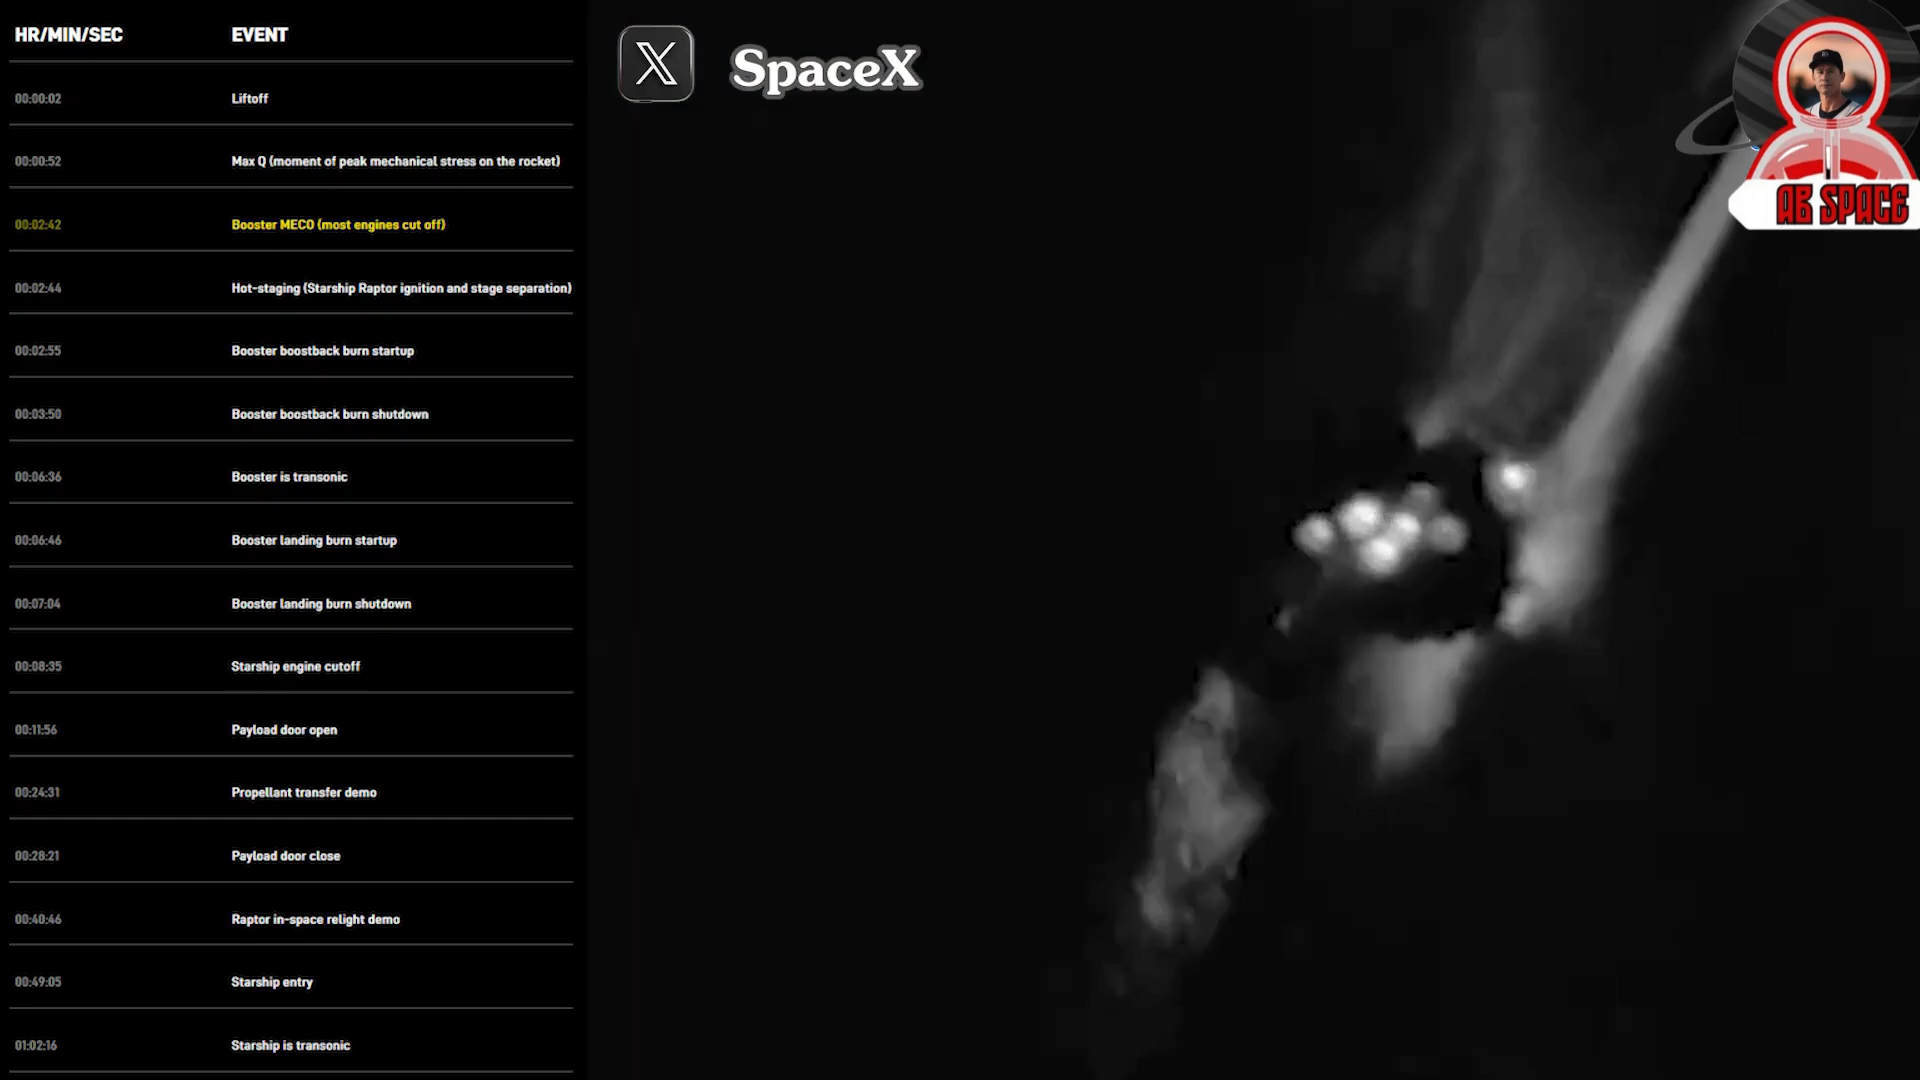 HR/MIN/SEC EVENT
00:00:02 Liftoff
00:00:52 Max Q (moment of peak mechanical stress on the rocket)
00:02:42 Booster MECO (most engines cut off)
00:02:44 Hot-staging (Starship Raptor ignition and stage separation)
00:02:55 Booster boostback burn startup
00:03:50 Booster boostback burn shutdown
00:06:36 Booster is transonic
00:06:46 Booster landing burn startup
00:07:04 Booster landing burn shutdown
00:08:35 Starship engine cutoff
00:11:56 Payload door open
00:24:31 Propellant transfer demo
00:28:21 Payload door close
00:40:46 Raptor in-space relight demo
00:49:05 Starship entry
01:02:16 Starship is transonic
X SpaceX
AB SPACE